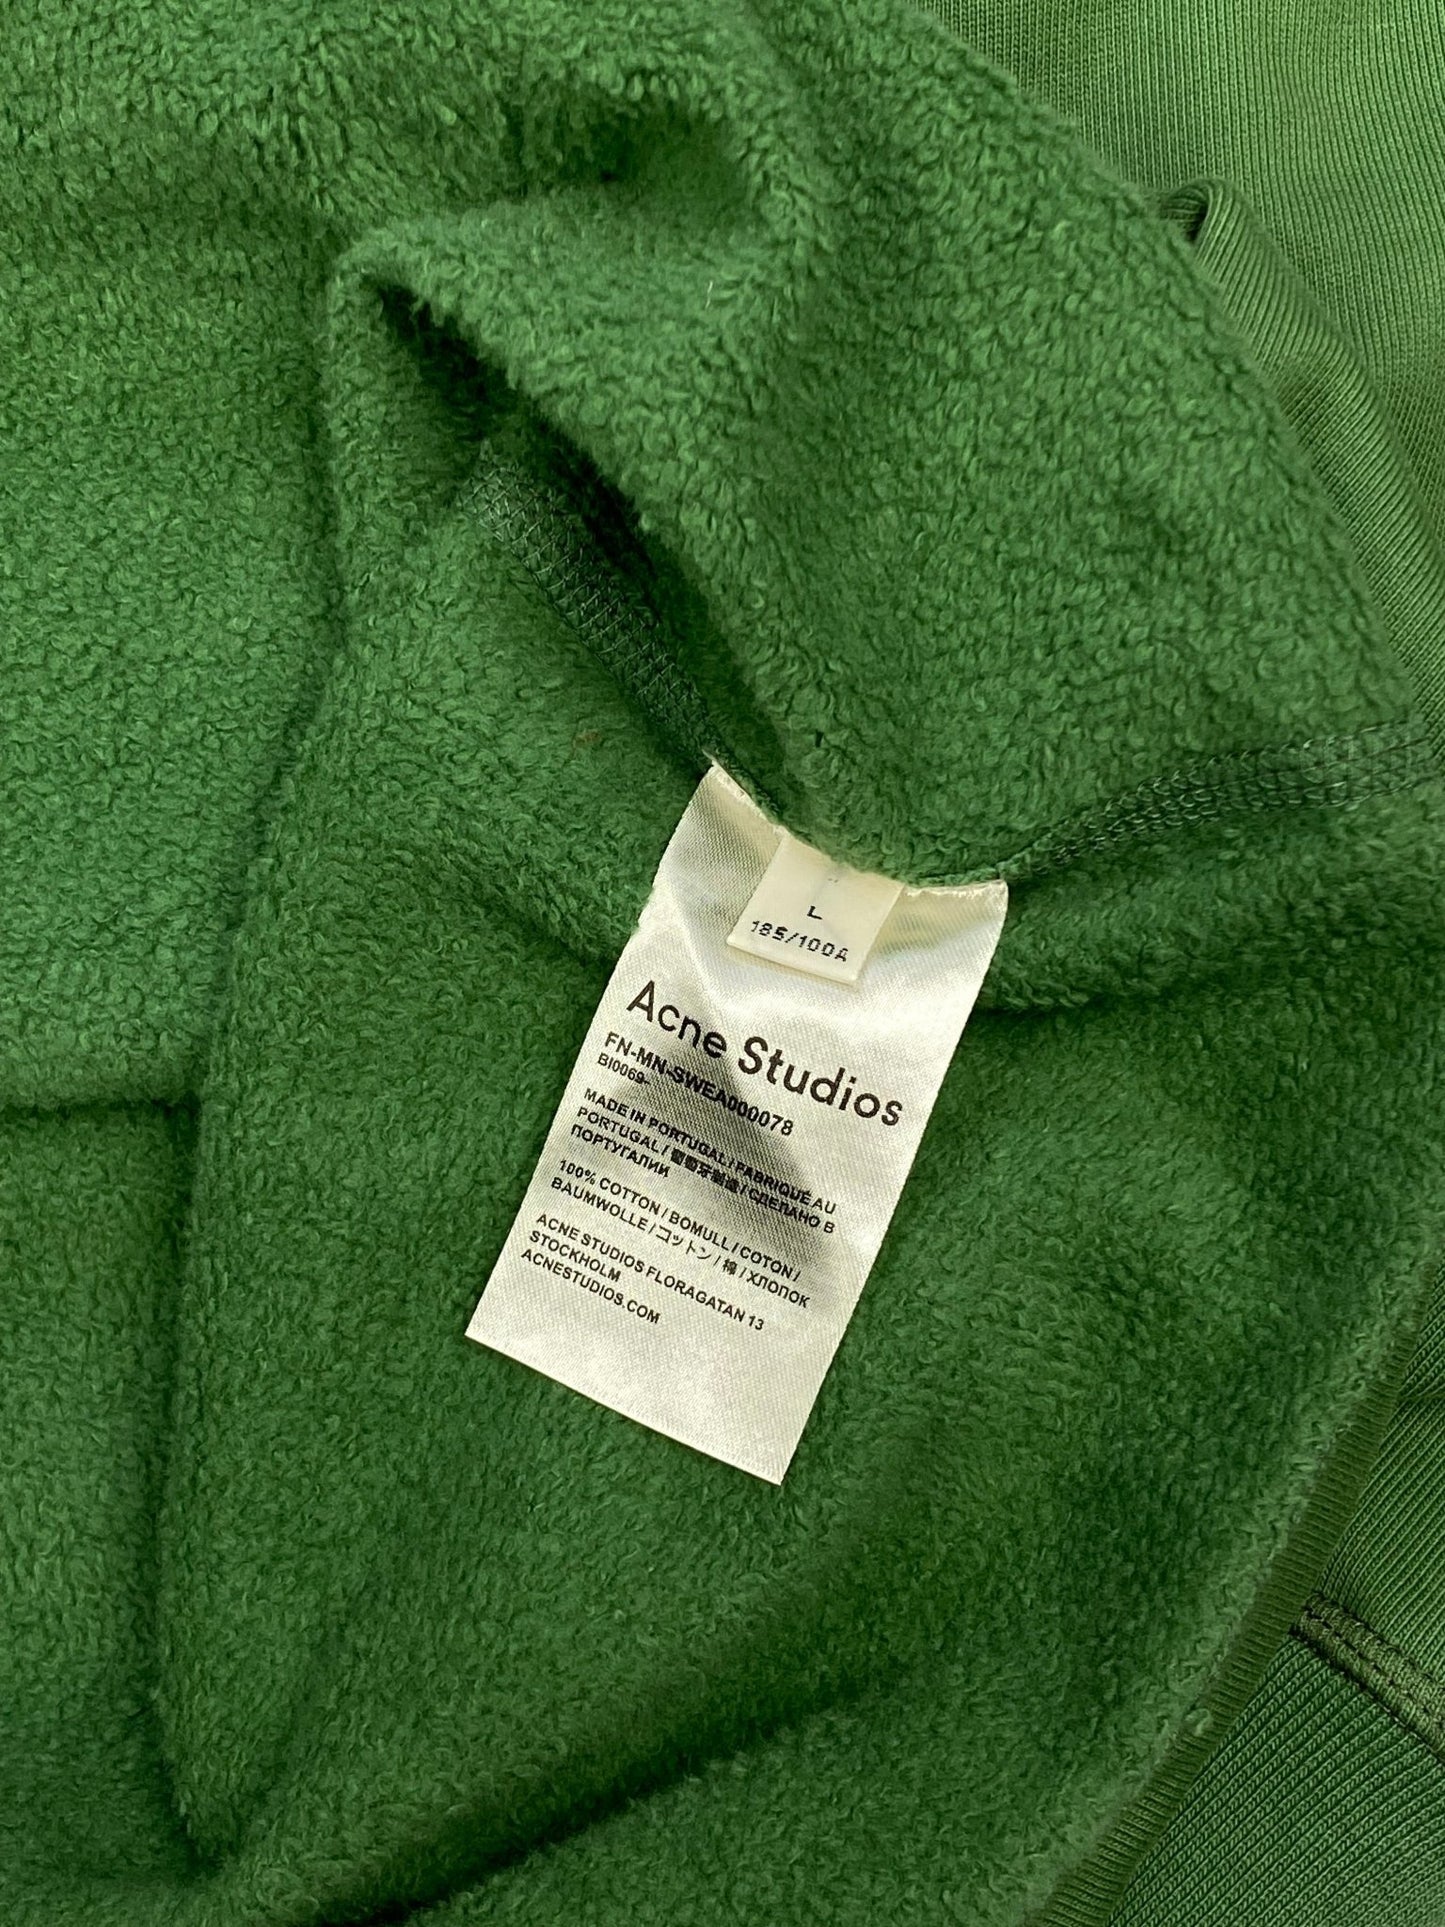 L
185/100A
Acne Studios
FN-MN-SWEA000078
BI0069-
MADE IN PORTUGAL / FABRIQUÉ AU
PORTUGAL / 葡萄牙制造 / СДЕЛАНО В
ПОРТУГАЛИИ
100% COTTON / BOMULL / COTON /
BAUMWOLLE / コットン / 棉 / ХЛОПОК
ACNE STUDIOS FLORAGATAN 13
STOCKHOLM
ACNESTUDIOS.COM